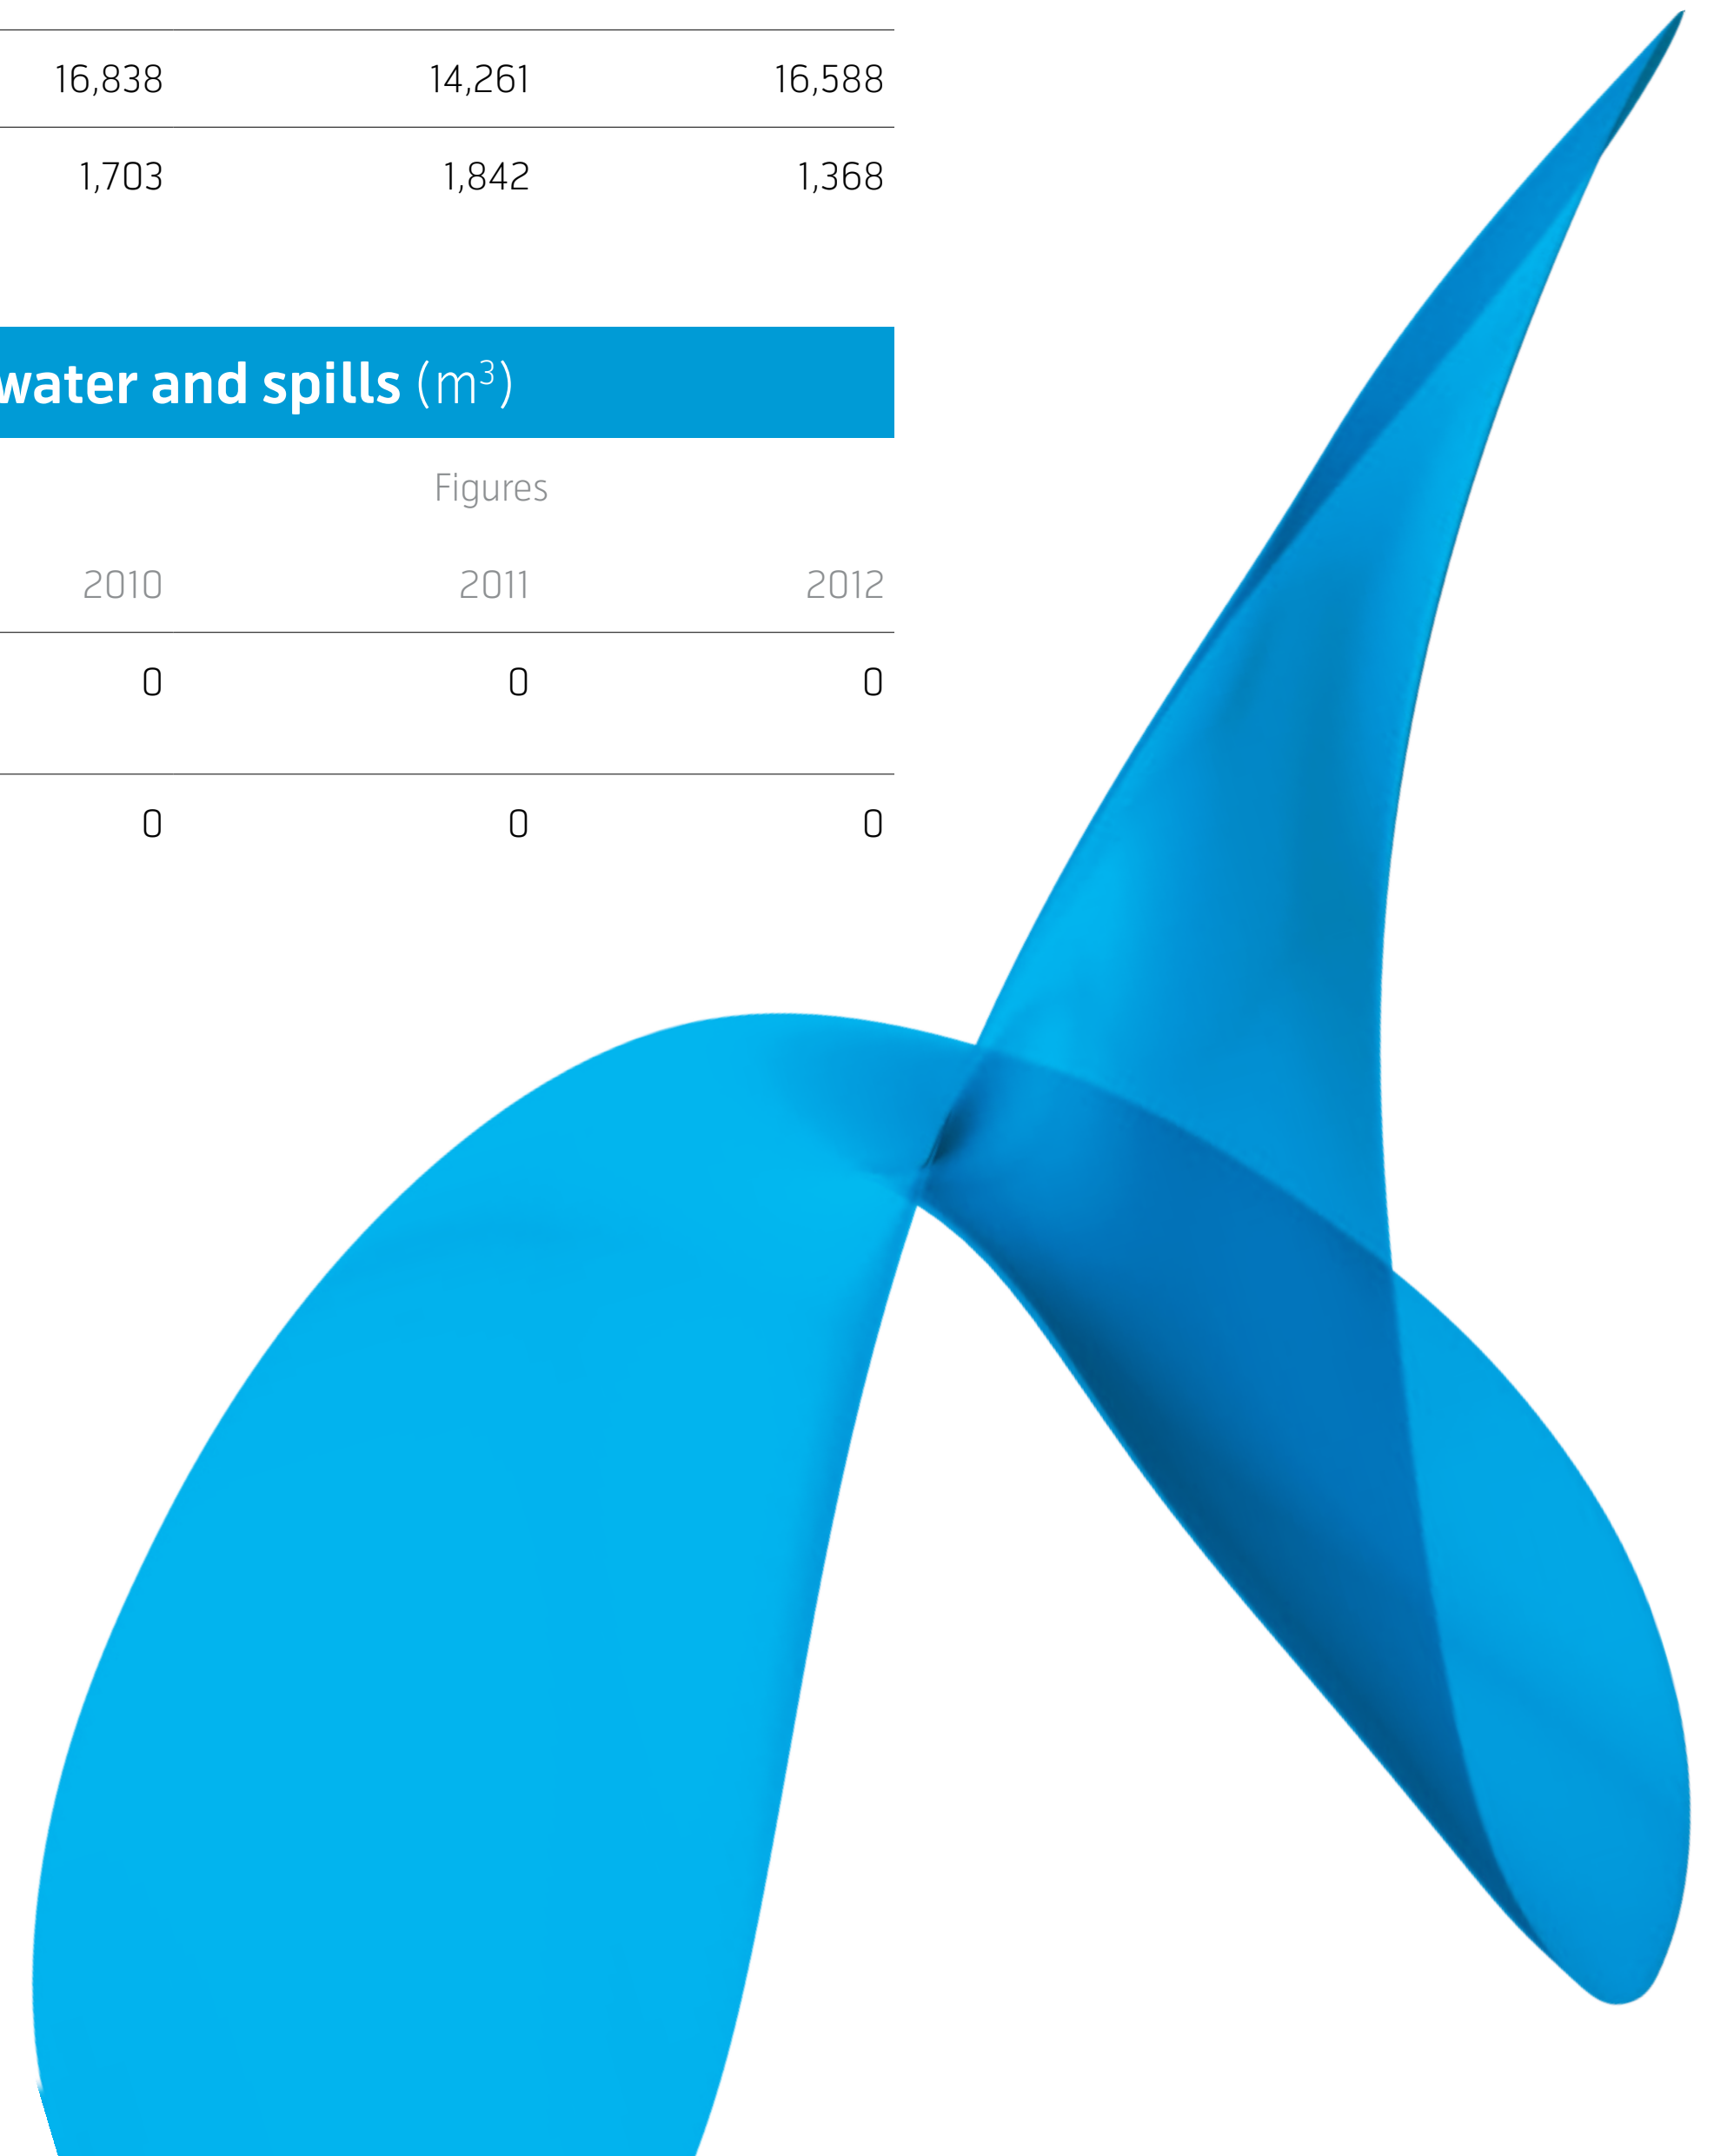 16,838 14,261 16,588
1,703 1,842 1,368
water and spills (m³)
Figures
2010 2011 2012
0 0 0
0 0 0